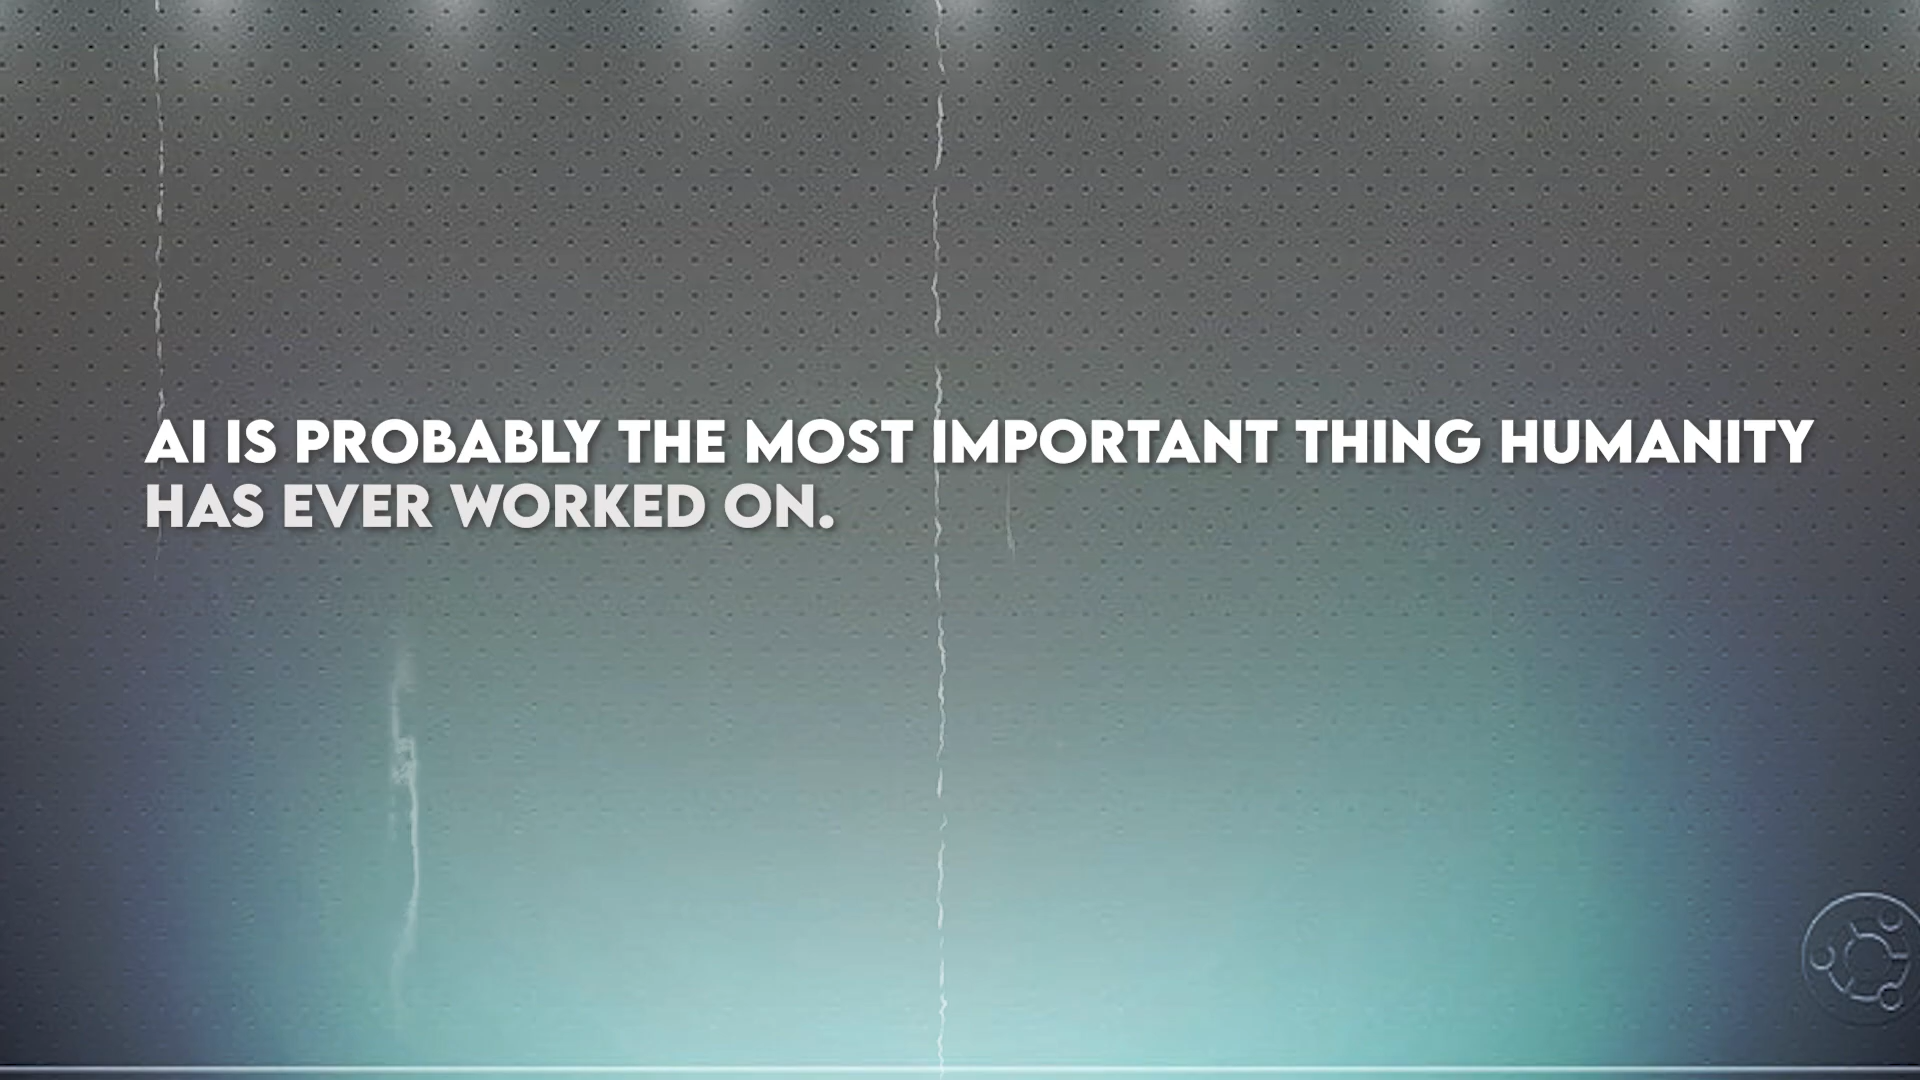 AI IS PROBABLY THE MOST IMPORTANT THING HUMANITY
HAS EVER WORKED ON.